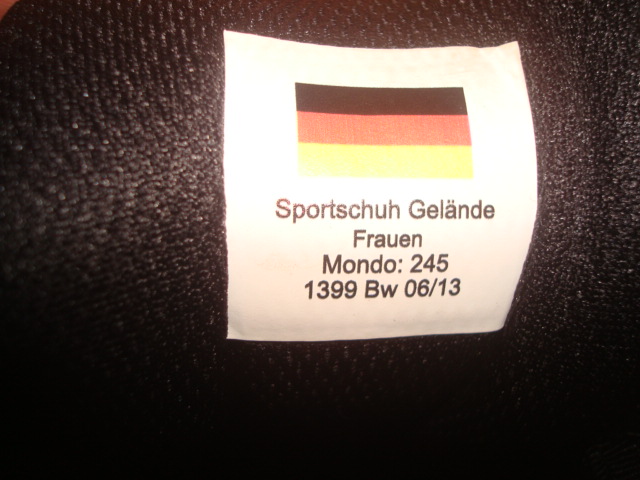 Sportschuh Gelände
Frauen
Mondo: 245
1399 Bw 06/13